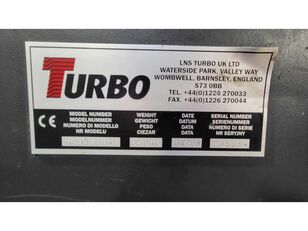 TURBO
LNS TURBO UK LTD
WATERSIDE PARK, VALLEY WAY
WOMBWELL, BARNSLEY, ENGLAND
S73 0BB
TEL. +44(0)1226 270033
FAX. +44(0)1226 270044
CE
MODEL NUMBER WEIGHT DATE SERIAL NUMBER
MODELNUMMER GEWICHT DATUM SERIENUMMER
NUMERO DI MODELLO PESO DATA NUMERO DI SERIE
NR MODELU CIEZAR NR SERYJNY